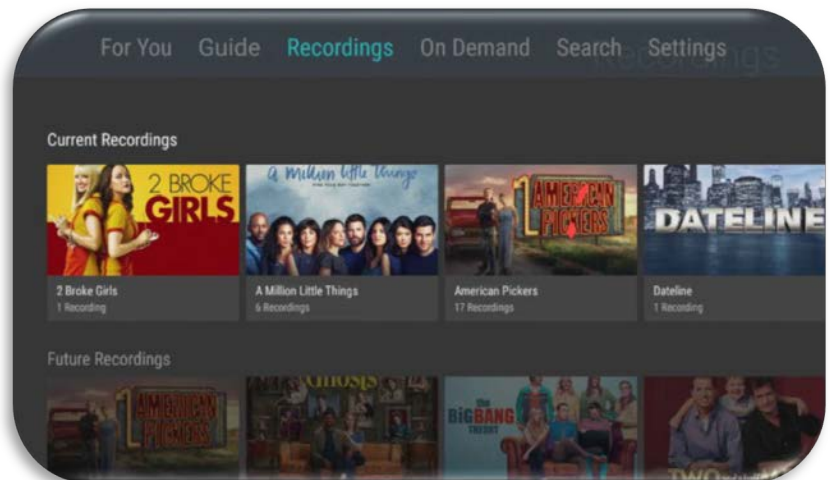 For You Guide Recordings On Demand Search Settings
Recordings
Current Recordings
2 BROKE
GIRLS
a million little things
AMERICAN
PICKERS
DATELINE
2 Broke Girls
1 Recording
A Million Little Things
6 Recordings
American Pickers
17 Recordings
Dateline
1 Recording
Future Recordings
AMERICAN
PICKERS
GHOSTS
the
BIG BANG
THEORY
TWO